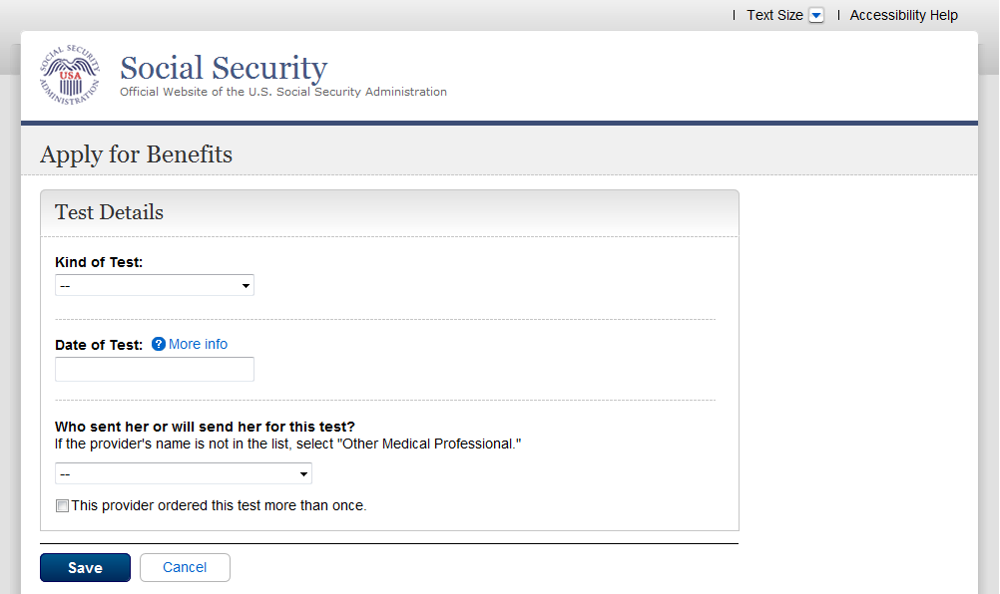 Text Size
Accessibility Help
SOCIAL SECURITY ADMINISTRATION
USA
Social Security
Official Website of the U.S. Social Security Administration
Apply for Benefits
Test Details
Kind of Test:
--
Date of Test: ? More info
Who sent her or will send her for this test?
If the provider's name is not in the list, select "Other Medical Professional."
--
This provider ordered this test more than once.
Save
Cancel